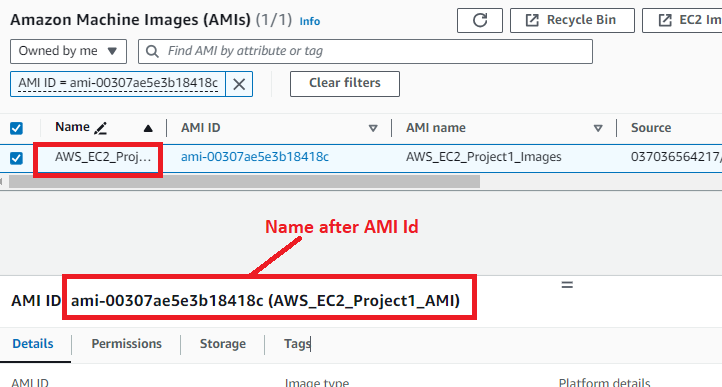 Amazon Machine Images (AMIs) (1/1) Info
Recycle Bin
EC2 Im
Owned by me
Find AMI by attribute or tag
AMI ID = ami-00307ae5e3b18418c
Clear filters
Name
AMI ID
AMI name
Source
AWS_EC2_Proj...
ami-00307ae5e3b18418c
AWS_EC2_Project1_Images
037036564217/
Name after AMI Id
AMI ID ami-00307ae5e3b18418c (AWS_EC2_Project1_AMI)
Details
Permissions
Storage
Tags
AMI ID
Image type
Platform details